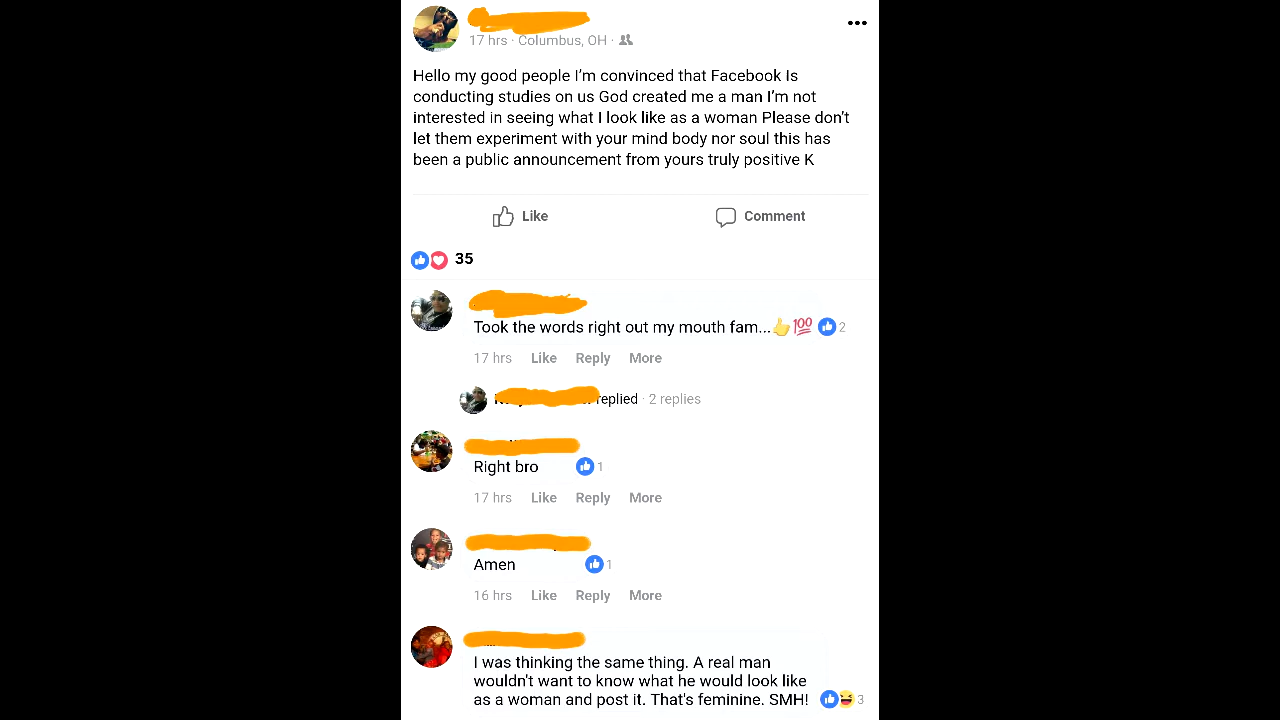 17 hrs · Columbus, OH ·
Hello my good people I'm convinced that Facebook Is
conducting studies on us God created me a man I'm not
interested in seeing what I look like as a woman Please don't
let them experiment with your mind body nor soul this has
been a public announcement from yours truly positive K
Like Comment
35
Took the words right out my mouth fam...👍💯 2
17 hrs Like Reply More
replied · 2 replies
Right bro 1
17 hrs Like Reply More
Amen 1
16 hrs Like Reply More
I was thinking the same thing. A real man
wouldn't want to know what he would look like
as a woman and post it. That's feminine. SMH! 3